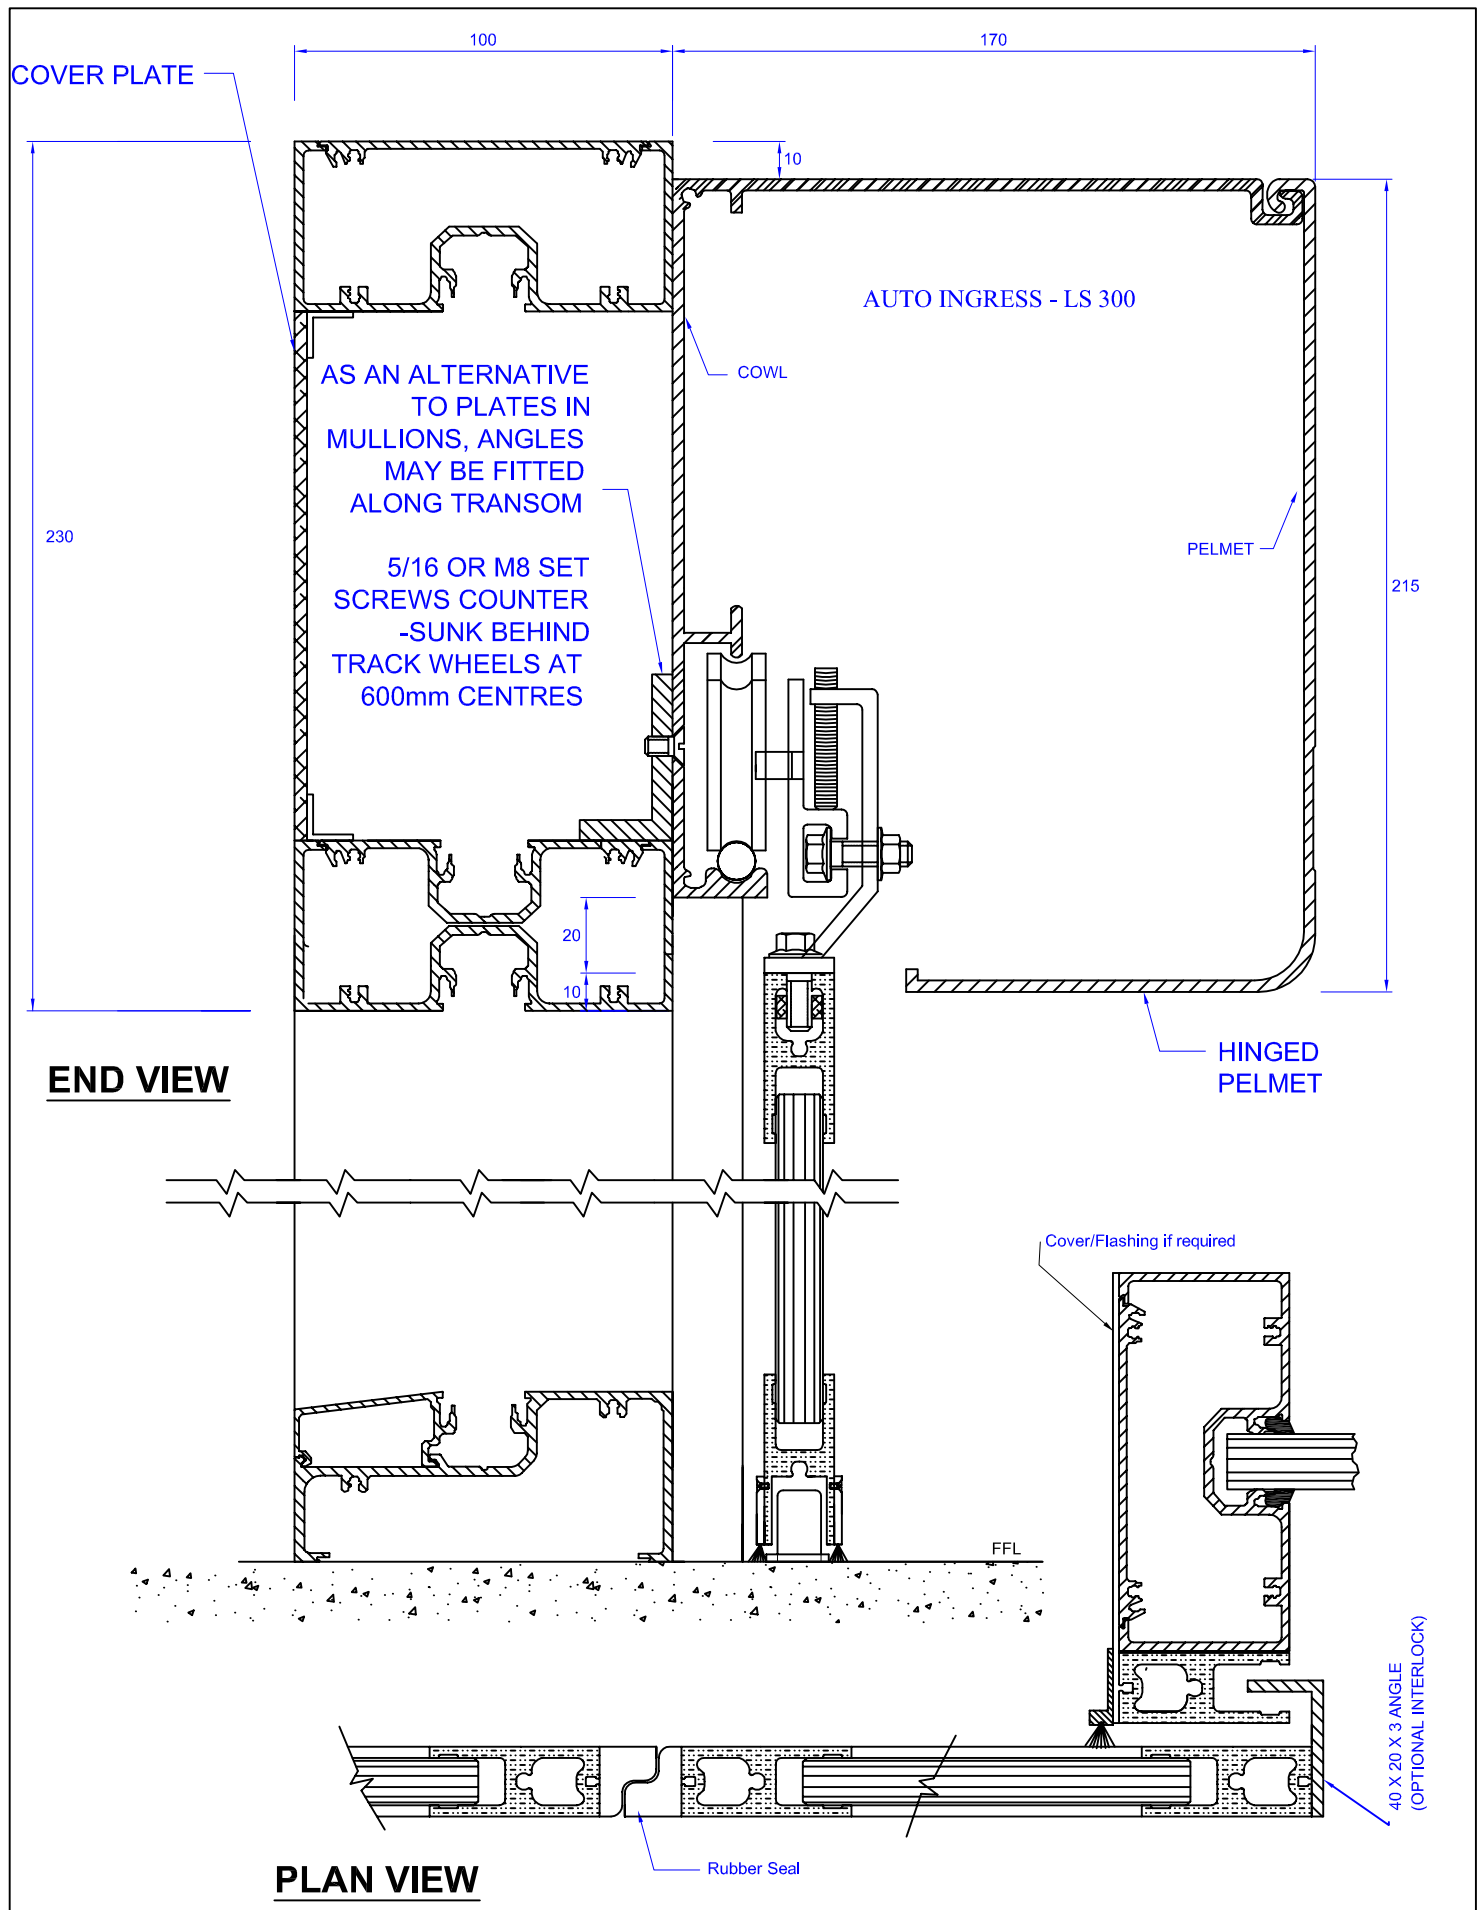 100
170
COVER PLATE
10
AUTO INGRESS - LS 300
COWL
AS AN ALTERNATIVE
TO PLATES IN
MULLIONS, ANGLES
MAY BE FITTED
ALONG TRANSOM
5/16 OR M8 SET
SCREWS COUNTER
-SUNK BEHIND
TRACK WHEELS AT
600mm CENTRES
230
PELMET
215
20
10
HINGED
PELMET
END VIEW
Cover/Flashing if required
FFL
40 X 20 X 3 ANGLE
(OPTIONAL INTERLOCK)
Rubber Seal
PLAN VIEW